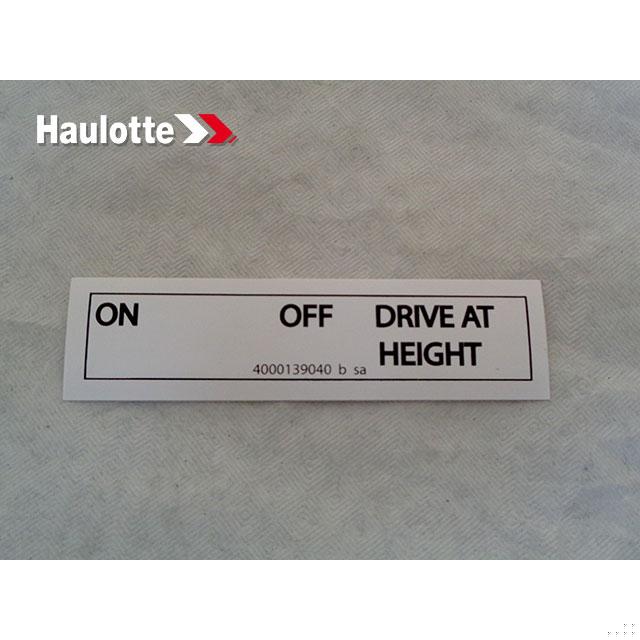 Haulotte
ON OFF DRIVE AT
HEIGHT
4000139040 b sa